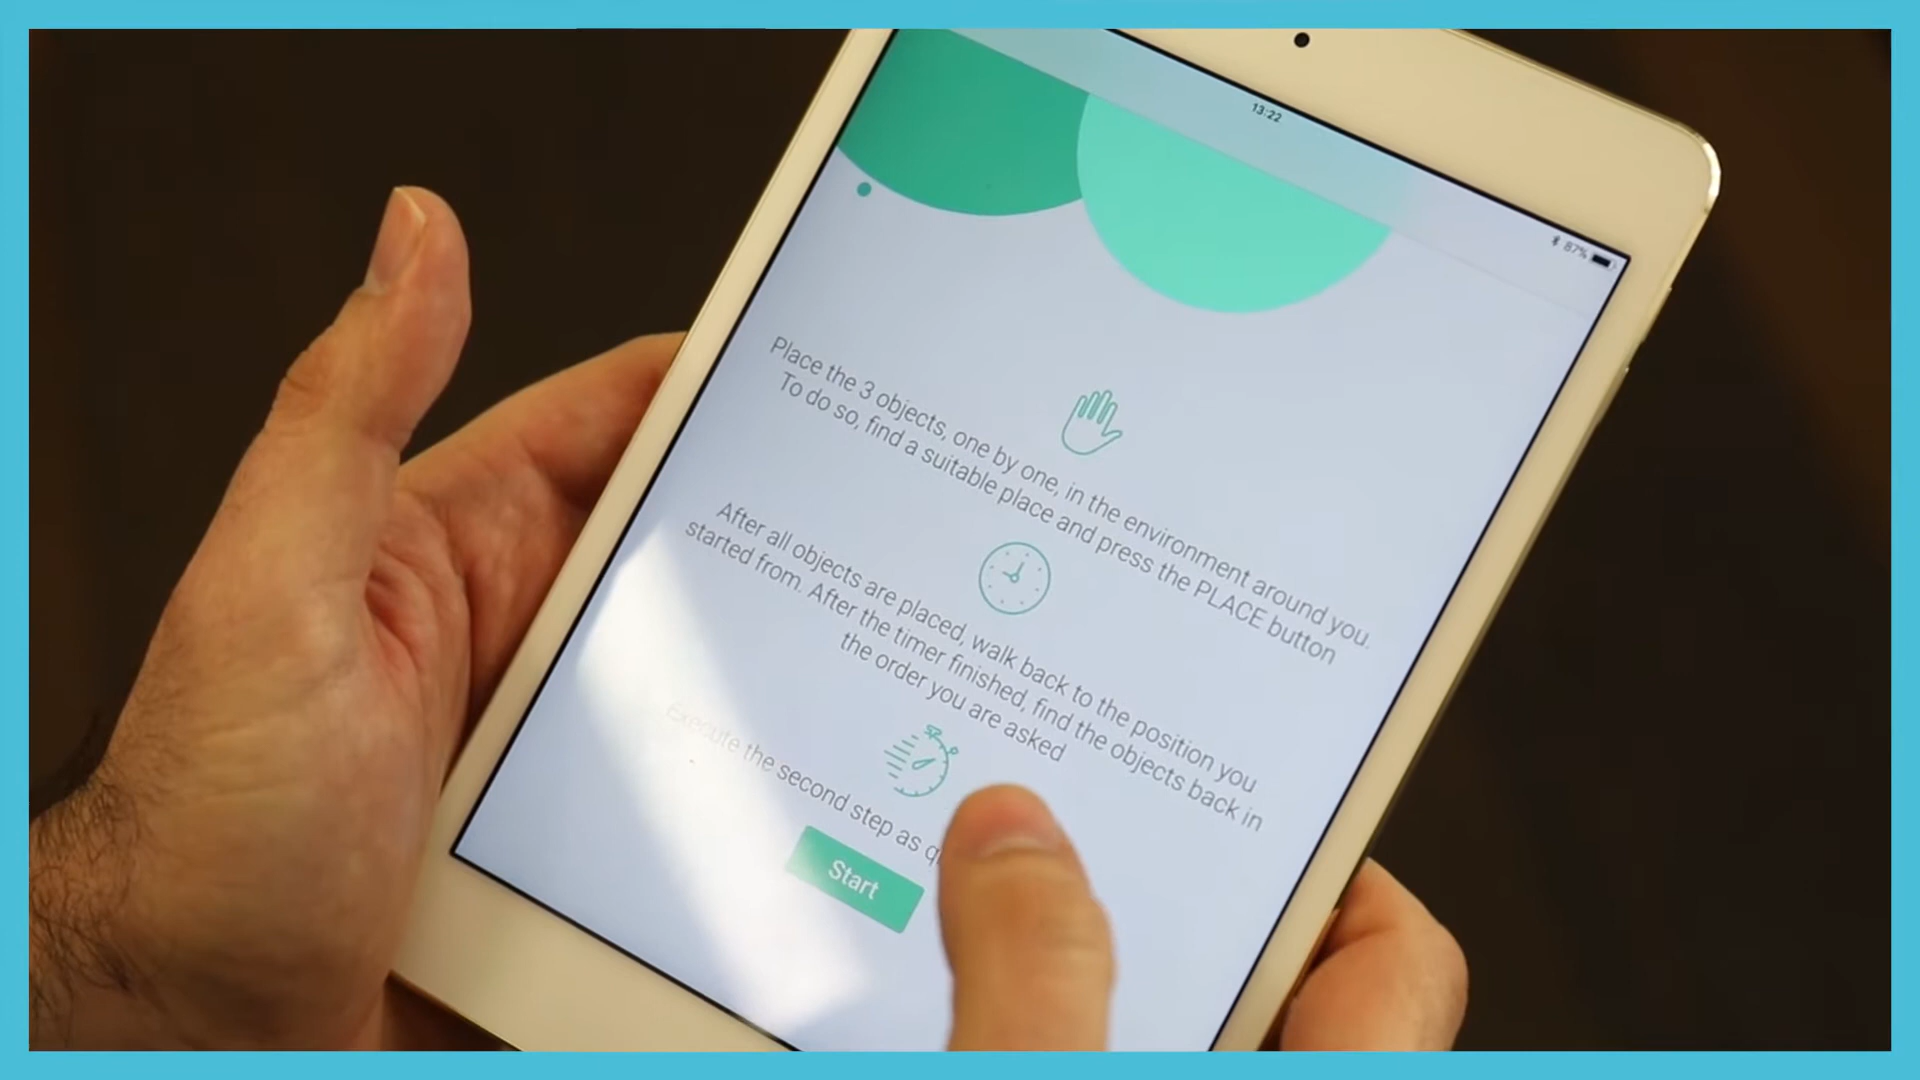 13:22
87%
Place the 3 objects, one by one, in the environment around you.
To do so, find a suitable place and press the PLACE button
After all objects are placed, walk back to the position you
started from. After the timer finished, find the objects back in
the order you are asked
Execute the second step as
Start